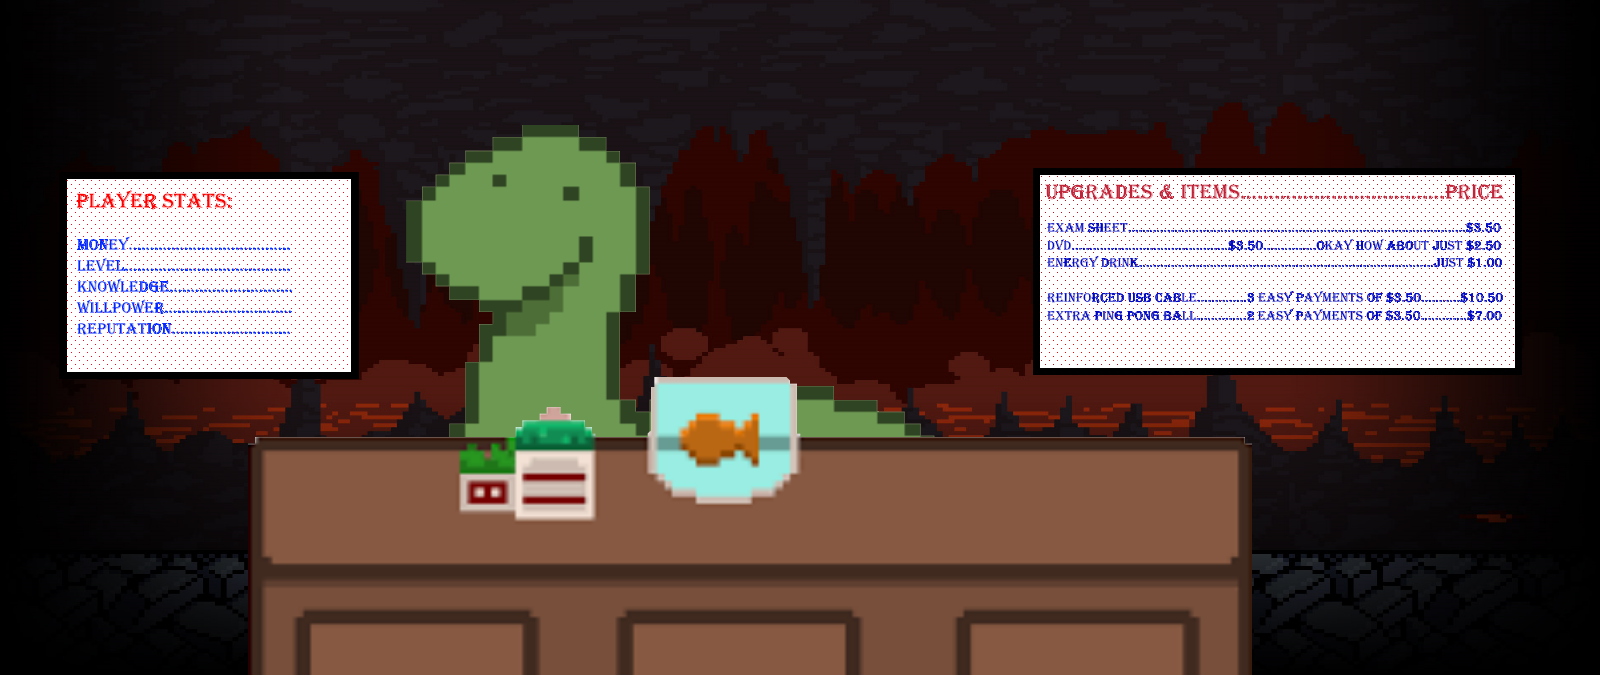 PLAYER STATS:
MONEY..........................................
LEVEL...........................................
KNOWLEDGE................................
WILLPOWER.................................
REPUTATION...............................
UPGRADES & ITEMS..........................................PRICE
EXAM SHEET..........................................$3.50
DVD..........................................$3.50..............OKAY HOW ABOUT JUST $2.50
ENERGY DRINK..........................................JUST $1.00
REINFORCED USB CABLE..............3 EASY PAYMENTS OF $3.50..........$10.50
EXTRA PING PONG BALL..............2 EASY PAYMENTS OF $3.50..........$7.00